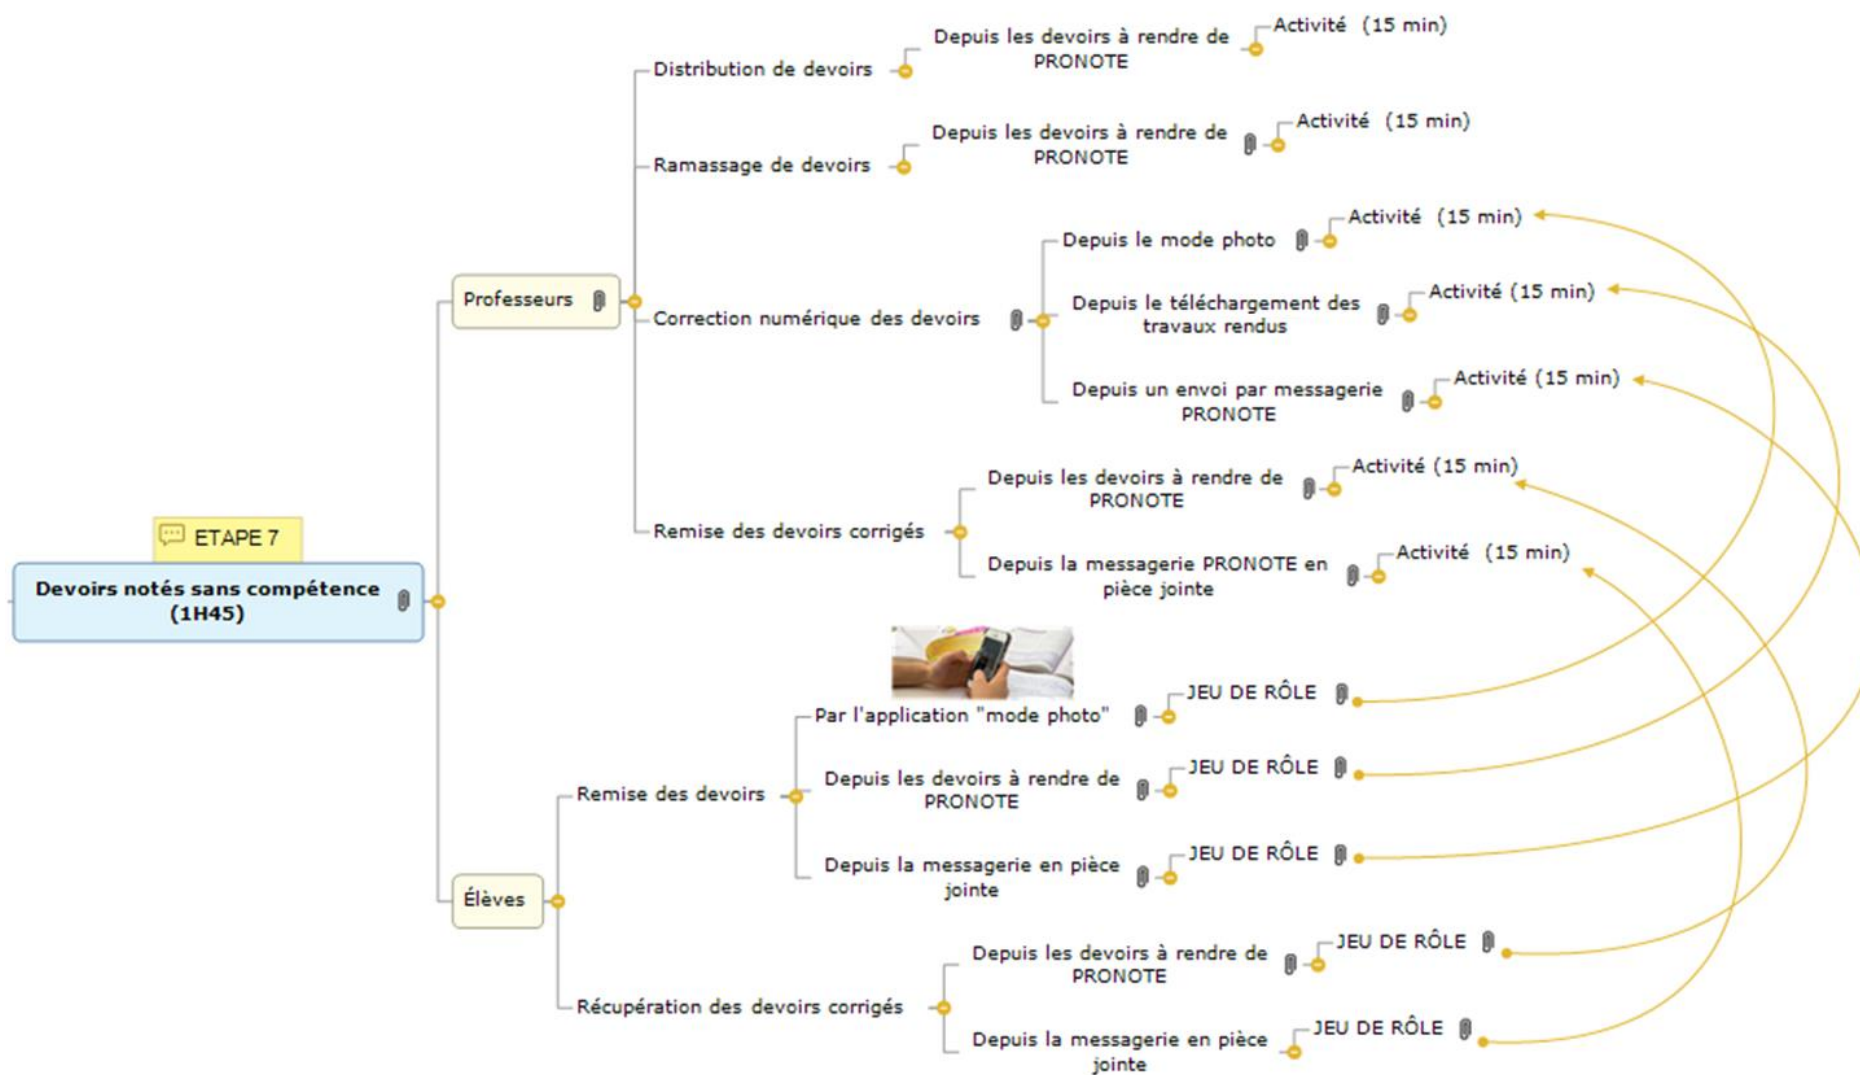 Depuis les devoirs à rendre de
PRONOTE
Activité (15 min)
Distribution de devoirs
Depuis les devoirs à rendre de
PRONOTE
Activité (15 min)
Ramassage de devoirs
Depuis le mode photo
Activité (15 min)
Professeurs
Correction numérique des devoirs
Depuis le téléchargement des
travaux rendus
Activité (15 min)
Depuis un envoi par messagerie
PRONOTE
Activité (15 min)
Remise des devoirs corrigés
Depuis les devoirs à rendre de
PRONOTE
Activité (15 min)
Depuis la messagerie PRONOTE en
pièce jointe
Activité (15 min)
ETAPE 7
Devoirs notés sans compétence
(1H45)
Par l'application "mode photo"
JEU DE RÔLE
Remise des devoirs
Depuis les devoirs à rendre de
PRONOTE
JEU DE RÔLE
Depuis la messagerie en pièce
jointe
JEU DE RÔLE
Élèves
Récupération des devoirs corrigés
Depuis les devoirs à rendre de
PRONOTE
JEU DE RÔLE
Depuis la messagerie en pièce
jointe
JEU DE RÔLE